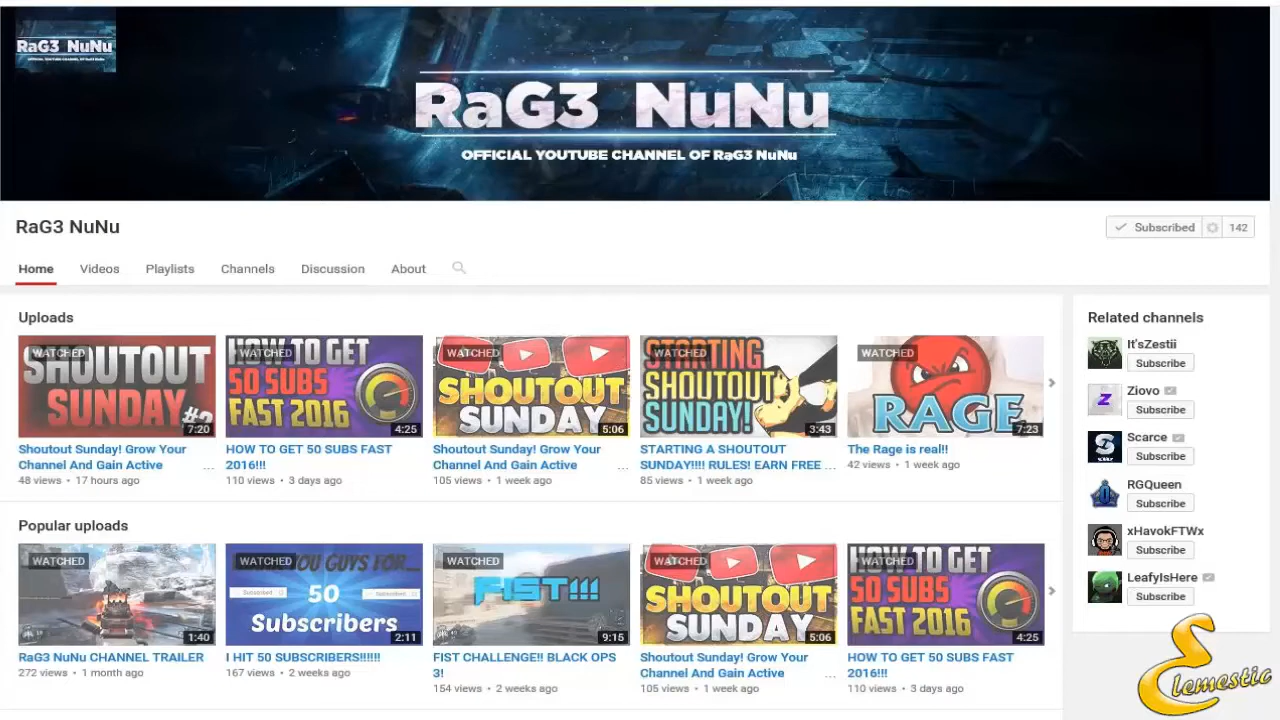 RaG3 NuNu
RaG3 NuNu
OFFICIAL YOUTUBE CHANNEL OF RaG3 NuNu
RaG3 NuNu
Subscribed 142
Home Videos Playlists Channels Discussion About
Uploads
WATCHED
SHOUTOUT
SUNDAY #2
7:20
Shoutout Sunday! Grow Your
Channel And Gain Active ...
48 views • 17 hours ago
WATCHED
HOW TO GET
50 SUBS
FAST 2016
4:25
HOW TO GET 50 SUBS FAST
2016!!!
110 views • 3 days ago
WATCHED
SHOUTOUT
SUNDAY
5:06
Shoutout Sunday! Grow Your
Channel And Gain Active ...
105 views • 1 week ago
WATCHED
STARTING
SHOUTOUT
SUNDAY!
3:43
STARTING A SHOUTOUT
SUNDAY!!!! RULES! EARN FREE ...
85 views • 1 week ago
WATCHED
RAGE
7:23
The Rage is real!!
42 views • 1 week ago
Popular uploads
WATCHED
1:40
RaG3 NuNu CHANNEL TRAILER
272 views • 1 month ago
WATCHED
YOU GUYS FOR...
Subscribed
50
Subscribers
2:11
I HIT 50 SUBSCRIBERS!!!!!!
167 views • 2 weeks ago
WATCHED
FIST!!!
9:15
FIST CHALLENGE!! BLACK OPS
3!
154 views • 2 weeks ago
WATCHED
SHOUTOUT
SUNDAY
5:06
Shoutout Sunday! Grow Your
Channel And Gain Active ...
105 views • 1 week ago
WATCHED
HOW TO GET
50 SUBS
FAST 2016
4:25
HOW TO GET 50 SUBS FAST
2016!!!
110 views • 3 days ago
Related channels
It'sZestii
Subscribe
Ziovo
Subscribe
Scarce
Subscribe
RGQueen
Subscribe
xHavokFTWx
Subscribe
LeafyIsHere
Subscribe
Elemestic